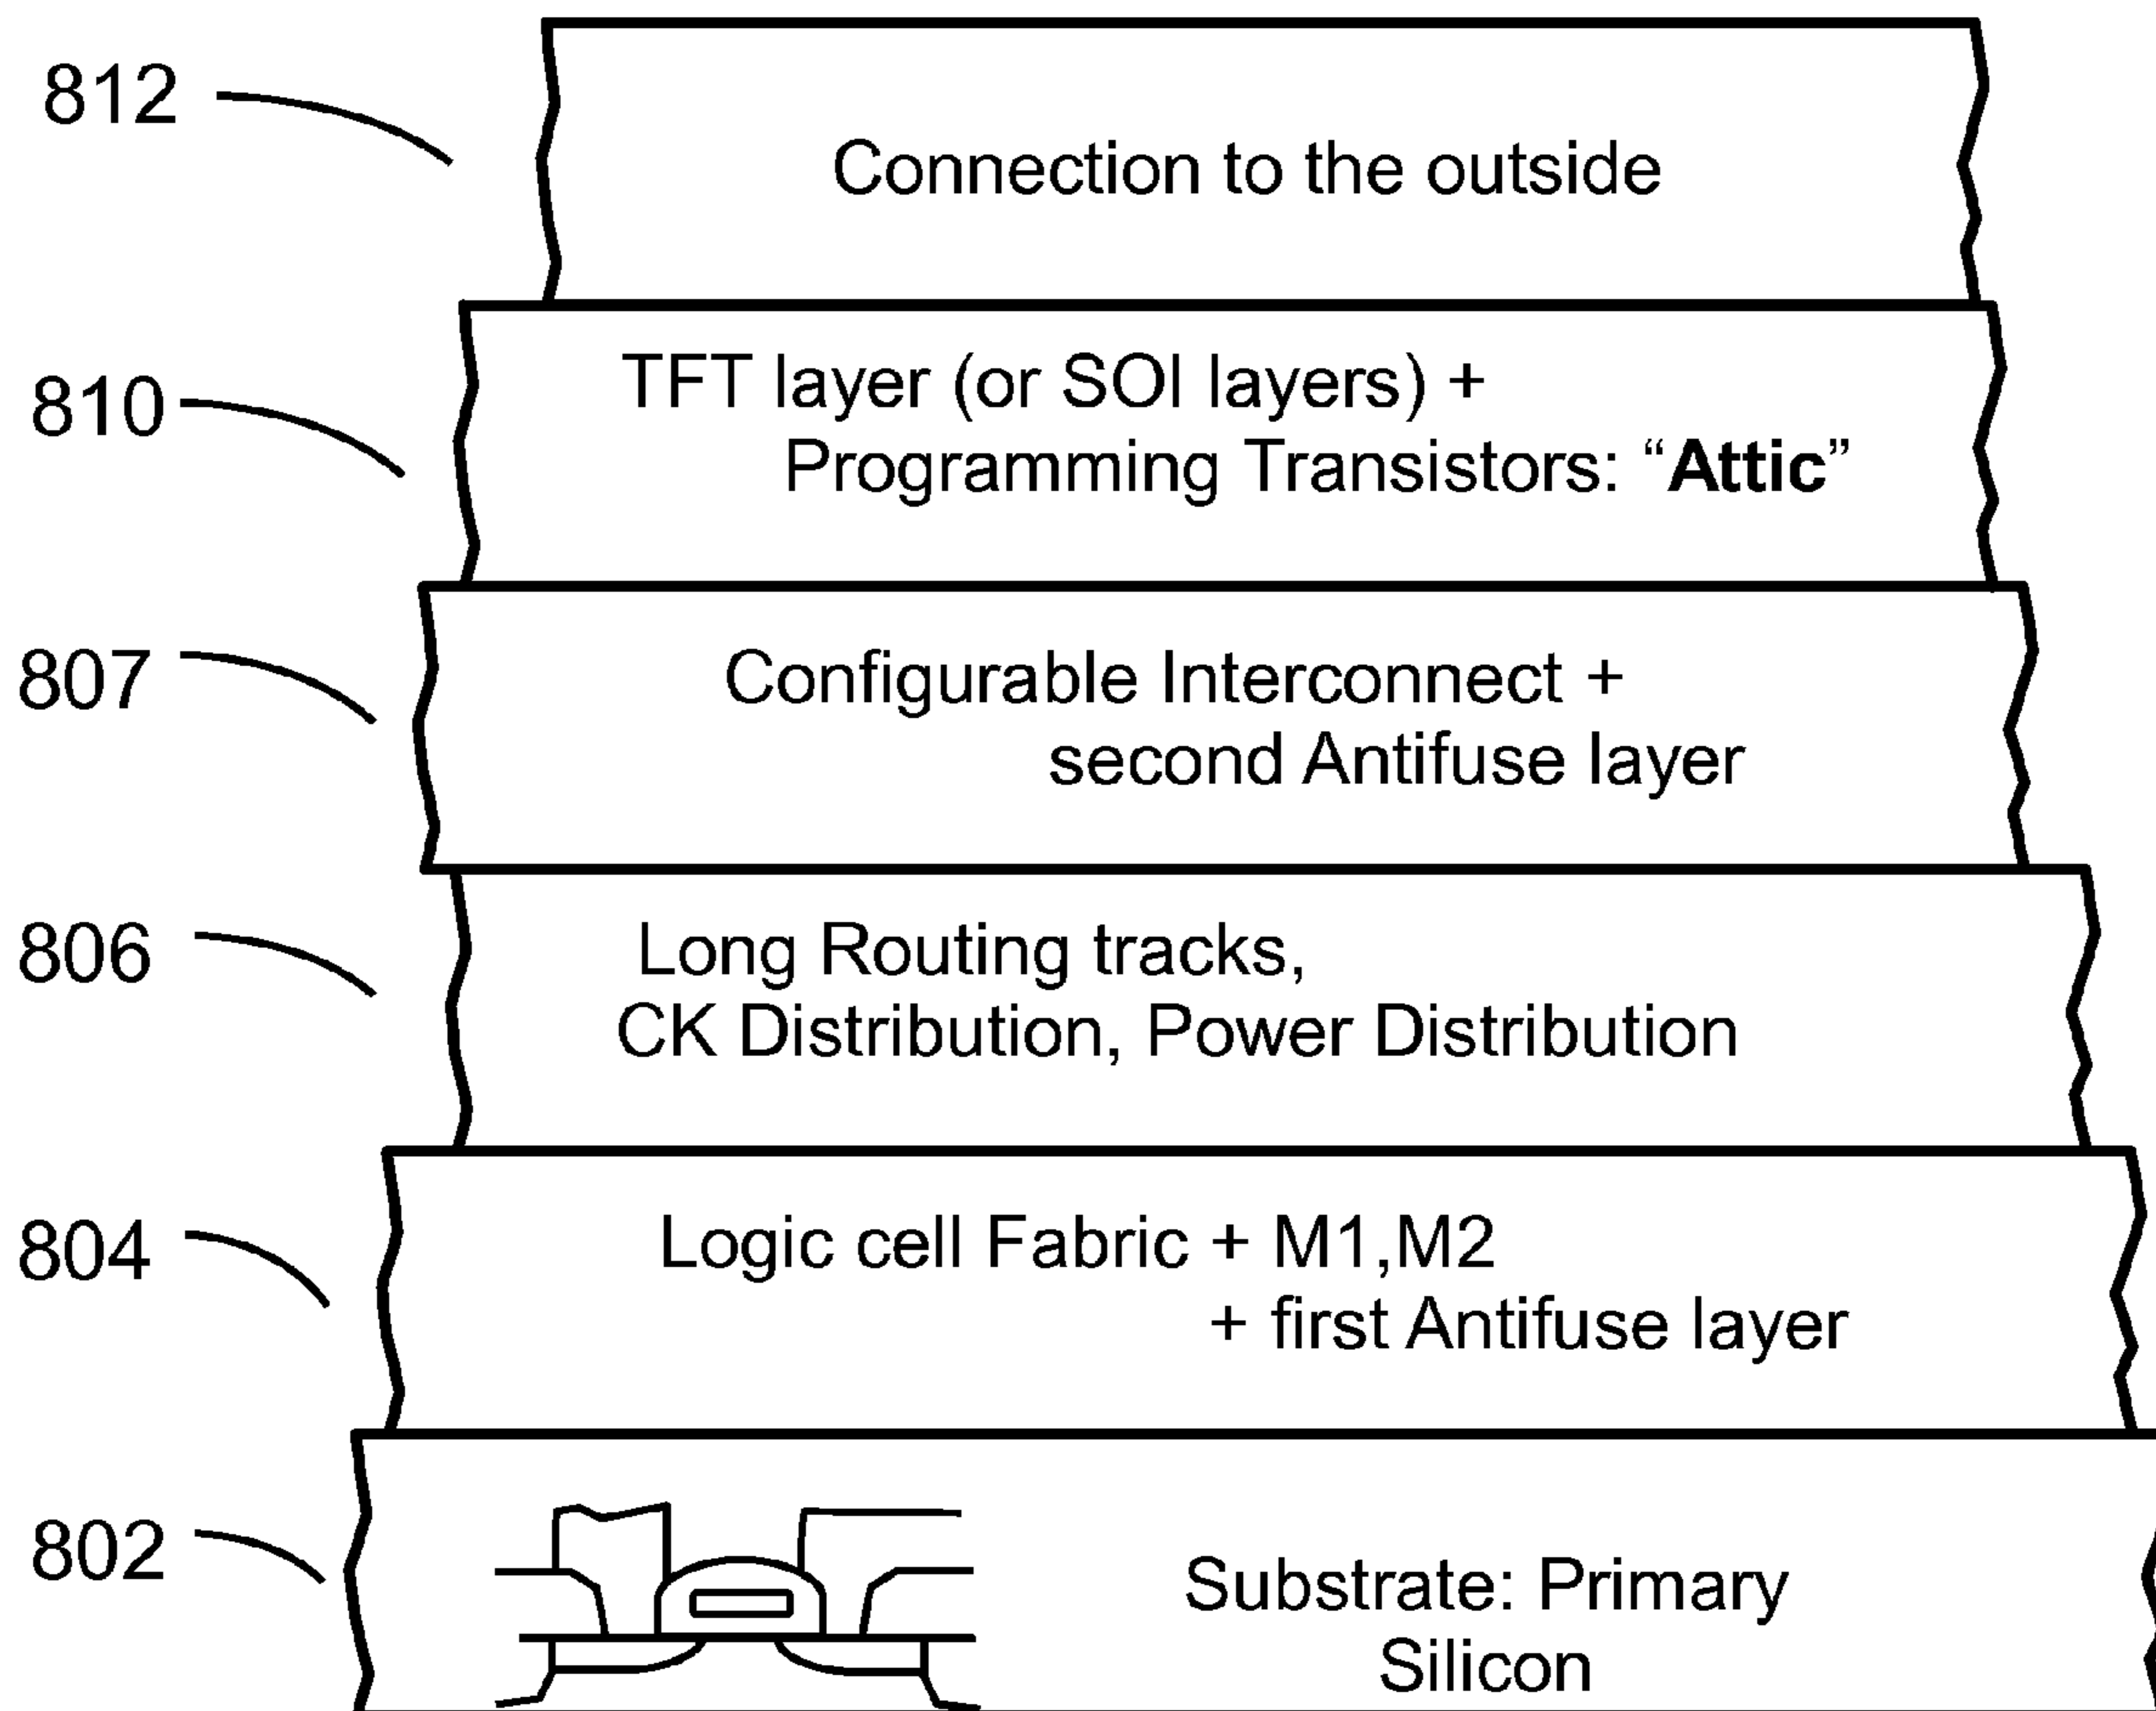 812
Connection to the outside
810
TFT layer (or SOI layers) +
Programming Transistors: “Attic”
807
Configurable Interconnect +
second Antifuse layer
806
Long Routing tracks,
CK Distribution, Power Distribution
804
Logic cell Fabric + M1,M2
+ first Antifuse layer
802
Substrate: Primary
Silicon